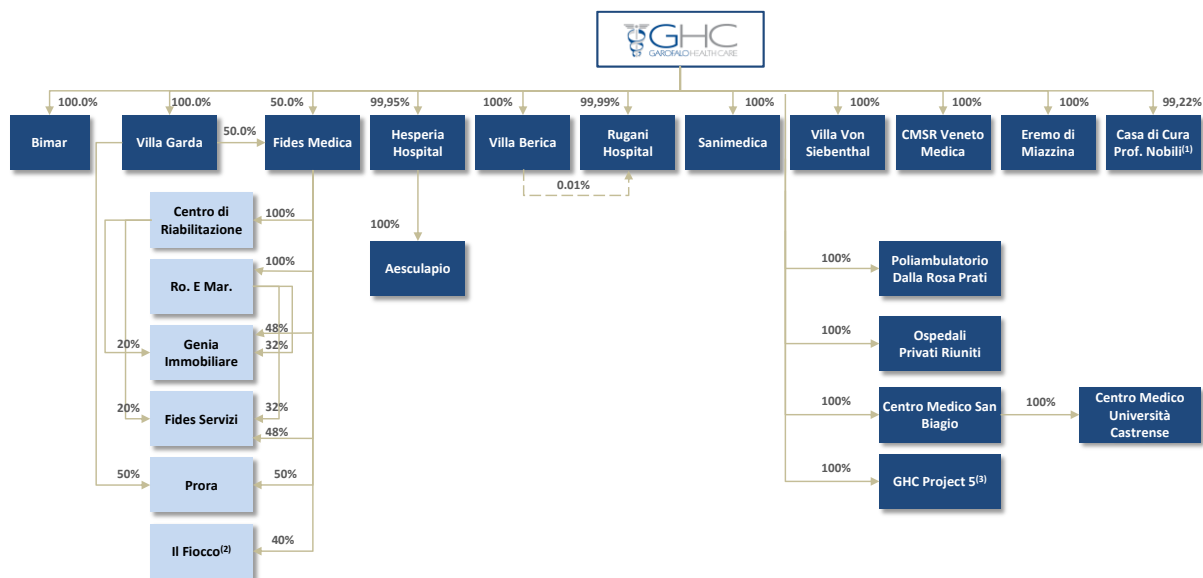 GHC
GAROFALO HEALTH CARE
100.0%
100.0%
50.0%
99,95%
100%
99,99%
100%
100%
100%
100%
99,22%
Bimar
Villa Garda
50.0%
Fides Medica
Hesperia
Hospital
Villa Berica
Rugani
Hospital
Sanimedica
Villa Von
Siebenthal
CMSR Veneto
Medica
Eremo di
Miazzina
Casa di Cura
Prof. Nobili(1)
0.01%
Centro di
Riabilitazione
100%
100%
Aesculapio
100%
Poliambulatorio
Dalla Rosa Prati
Ro. E Mar.
100%
Genia
Immobiliare
20%
48%
32%
100%
Ospedali
Privati Riuniti
Fides Servizi
20%
32%
48%
100%
Centro Medico San
Biagio
100%
Centro Medico
Università
Castrense
50%
Prora
50%
100%
GHC Project 5(3)
Il Fiocco(2)
40%